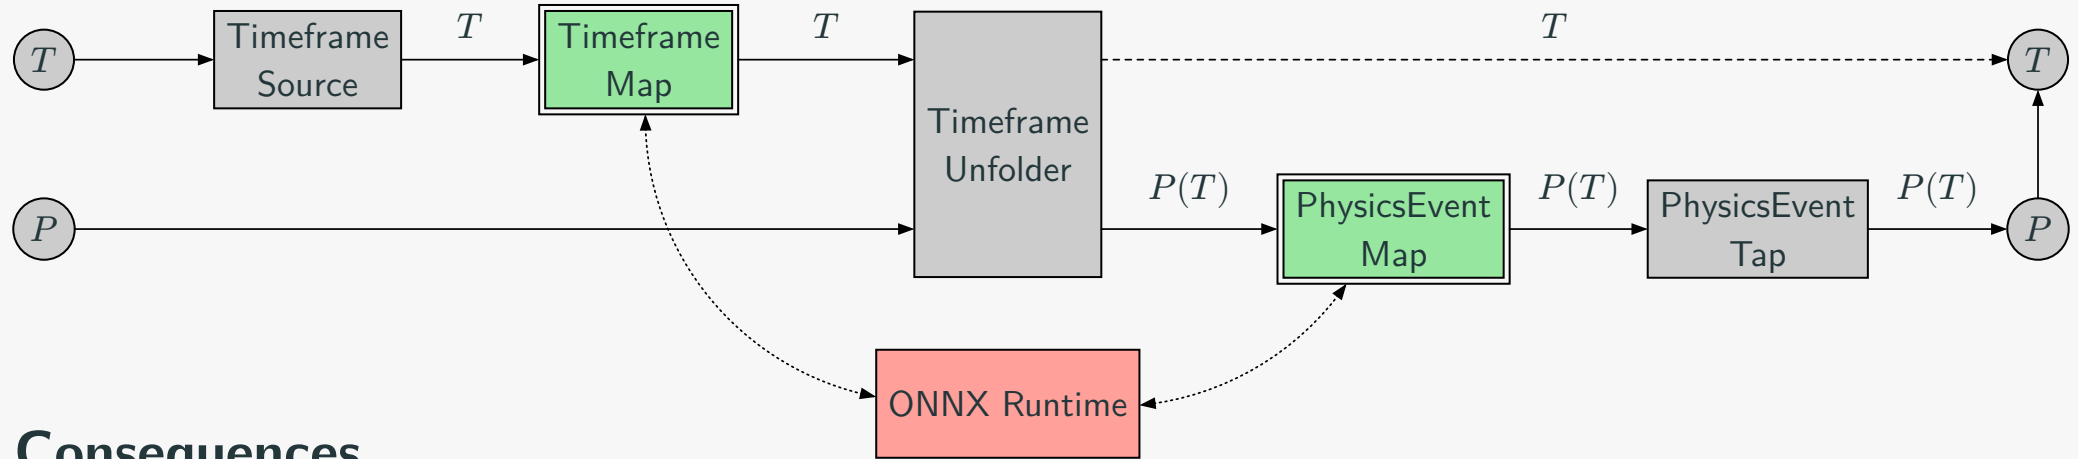 T
Timeframe
Source
T
Timeframe
Map
T
Timeframe
Unfolder
T
T
P
P(T)
PhysicsEvent
Map
P(T)
PhysicsEvent
Tap
P(T)
P
ONNX Runtime
Consequences